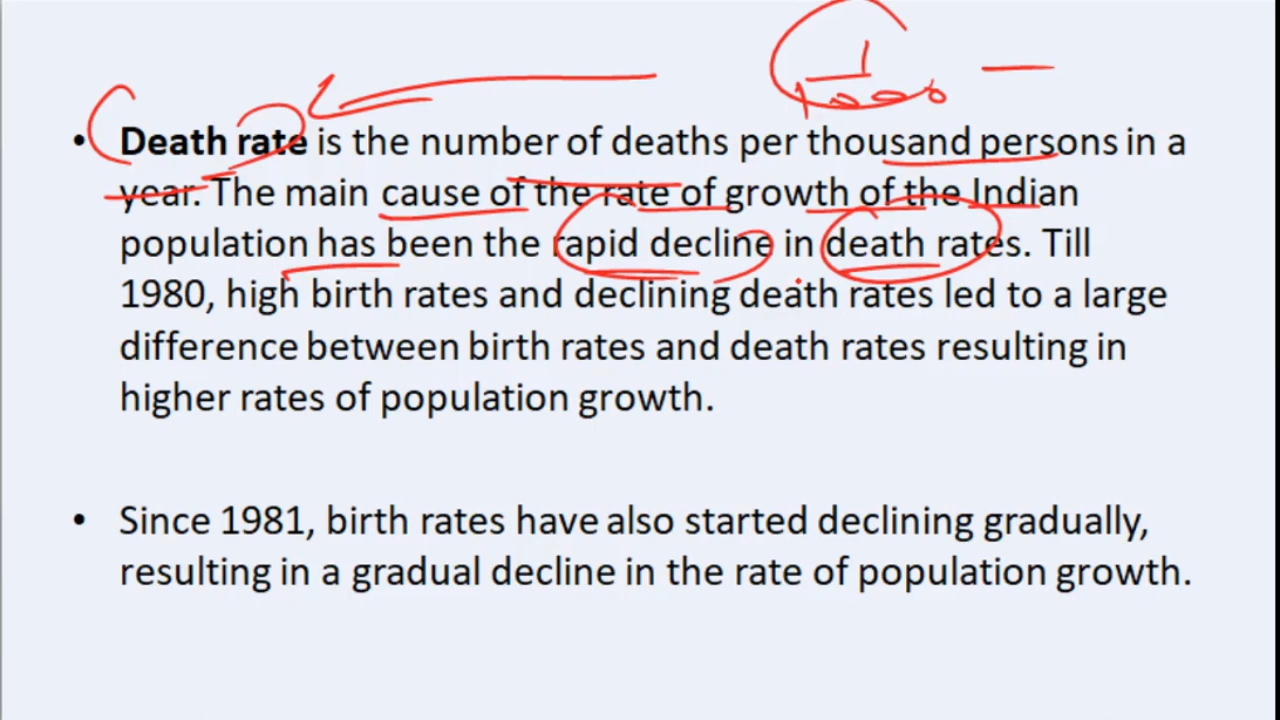 1
1000
• Death rate is the number of deaths per thousand persons in a
year. The main cause of the rate of growth of the Indian
population has been the rapid decline in death rates. Till
1980, high birth rates and declining death rates led to a large
difference between birth rates and death rates resulting in
higher rates of population growth.
• Since 1981, birth rates have also started declining gradually,
resulting in a gradual decline in the rate of population growth.